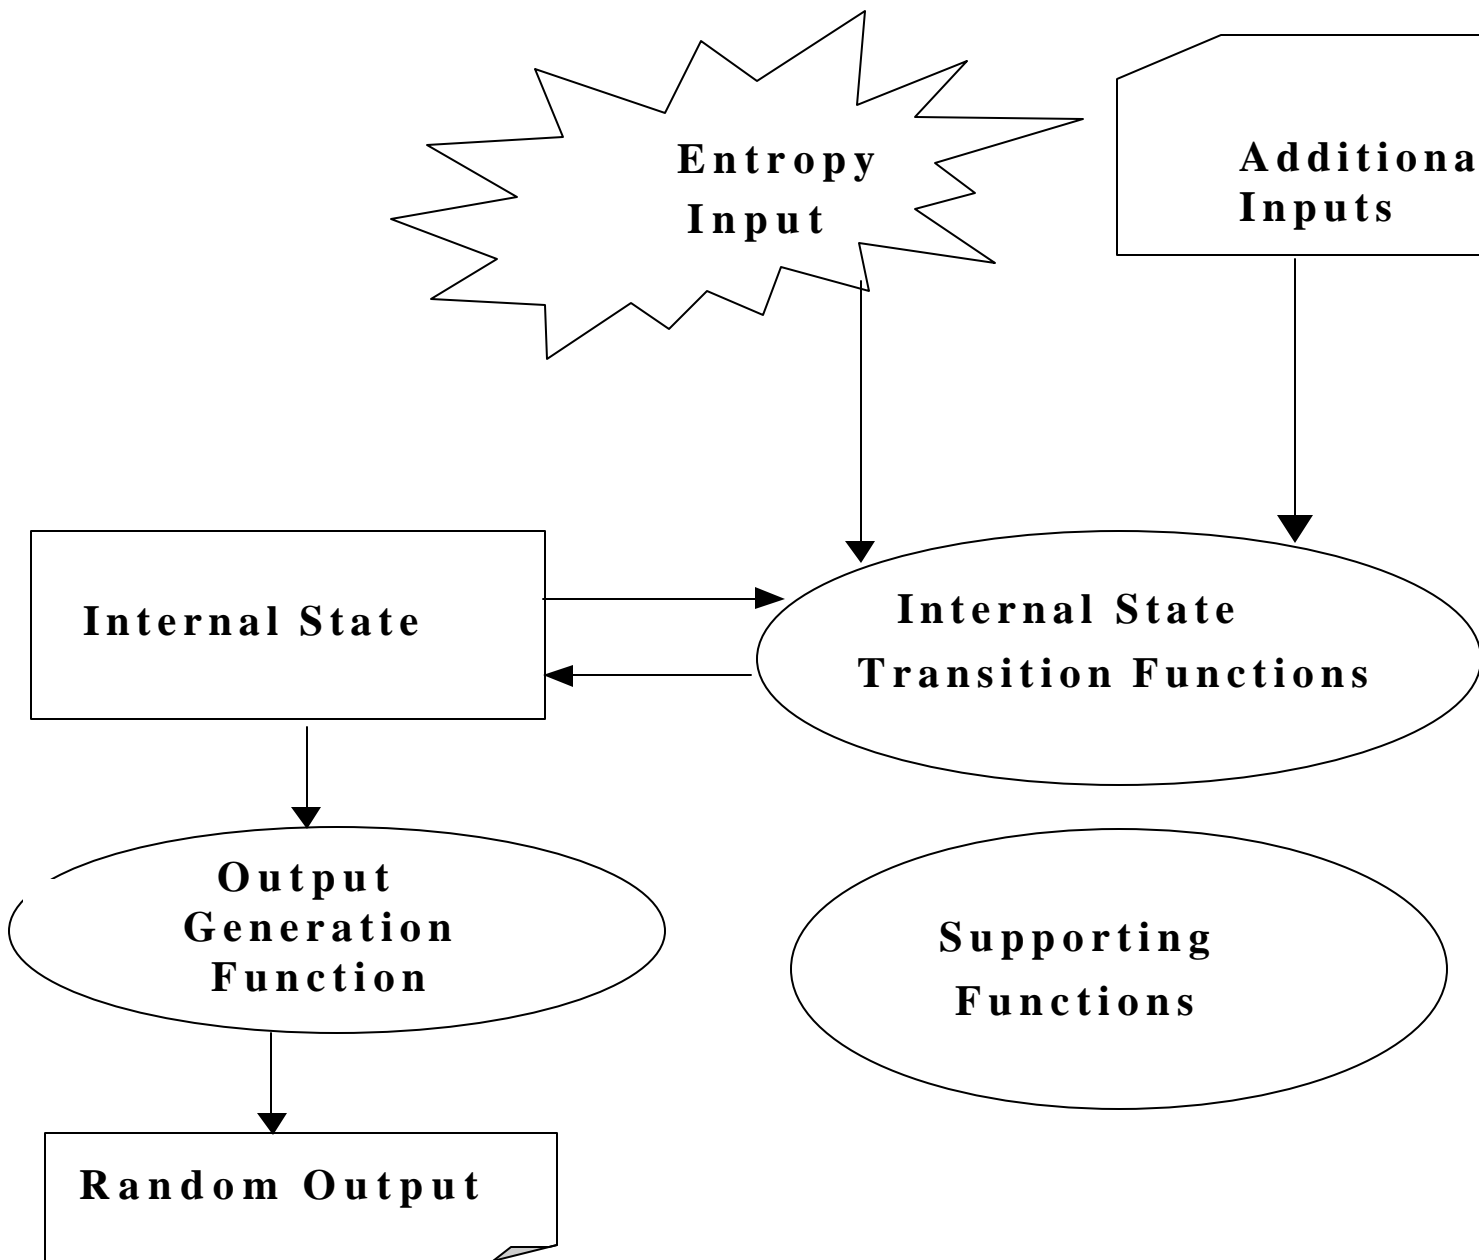 Entropy
Input
Additiona
Inputs
Internal State
Internal State
Transition Functions
Output
Generation
Function
Supporting
Functions
Random Output